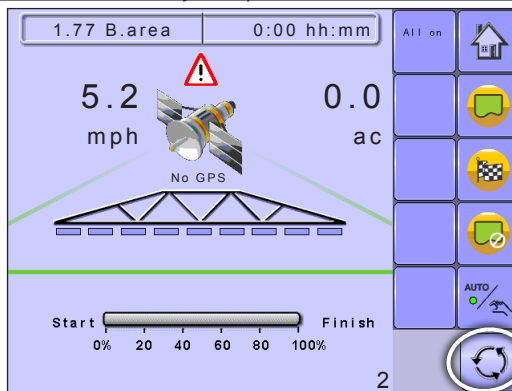 1.77 B.area 0:00 hh:mm
All on
5.2 0.0
mph ac
No GPS
AUTO
Start Finish
0% 20 40 60 80 100%
2